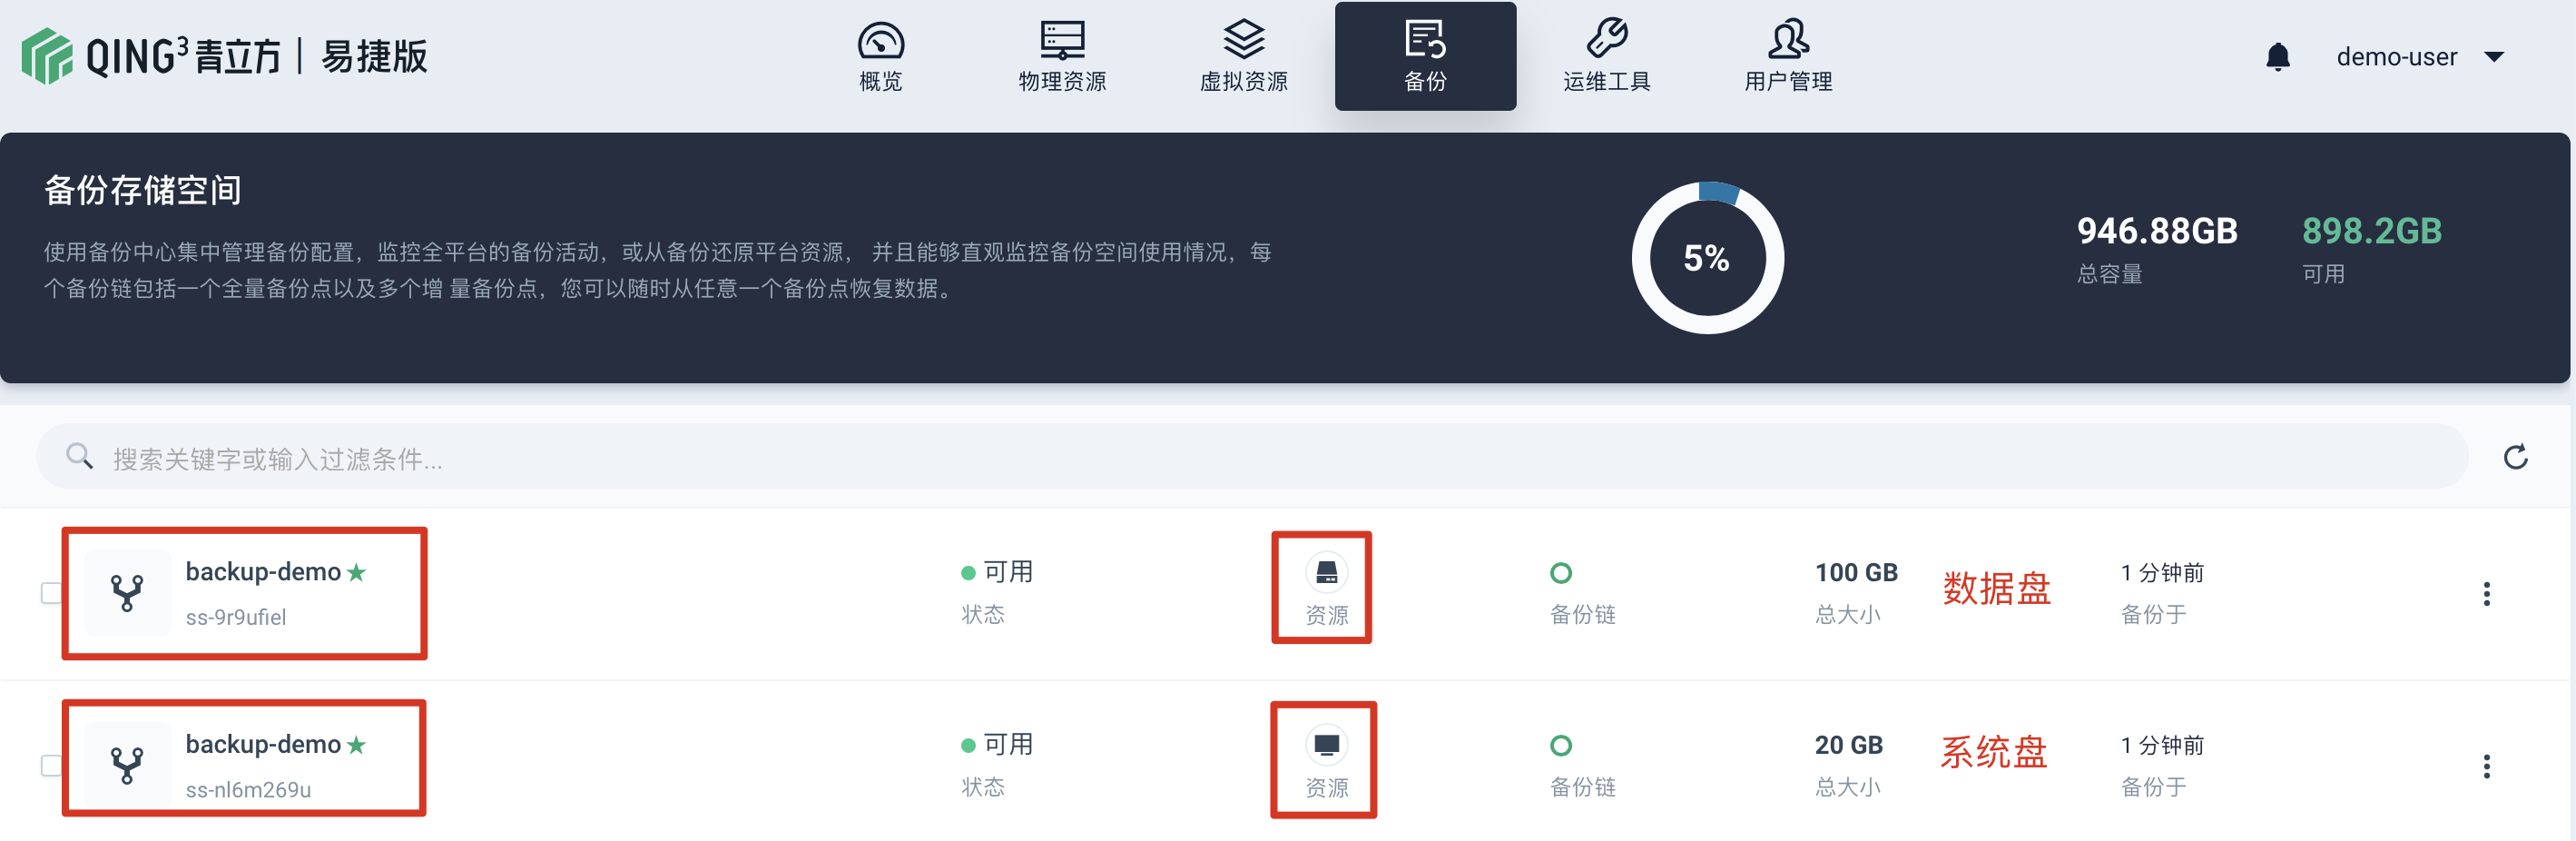 QING³青立方｜易捷版
概览
物理资源
虚拟资源
备份
运维工具
用户管理
demo-user
备份存储空间
使用备份中心集中管理备份配置，监控全平台的备份活动，或从备份还原平台资源， 并且能够直观监控备份空间使用情况，每
个备份链包括一个全量备份点以及多个增 量备份点，您可以随时从任意一个备份点恢复数据。
5%
946.88GB
总容量
898.2GB
可用
搜索关键字或输入过滤条件...
backup-demo
ss-9r9ufiel
可用
状态
资源
备份链
100 GB
总大小
数据盘
1 分钟前
备份于
backup-demo
ss-nl6m269u
可用
状态
资源
备份链
20 GB
总大小
系统盘
1 分钟前
备份于